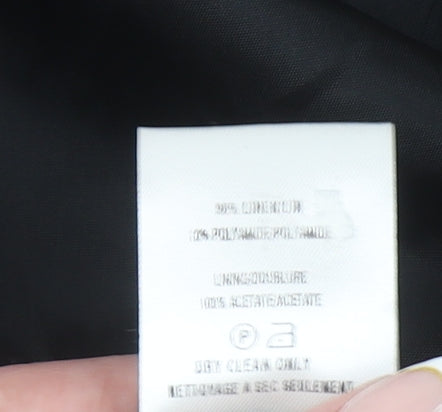 90% LINEN/LIN
10% POLYAMIDE/POLYAMIDE
LINING/DOUBLURE
100% ACETATE/ACETATE
P
DRY CLEAN ONLY
NETTOYAGE A SEC SEULEMENT